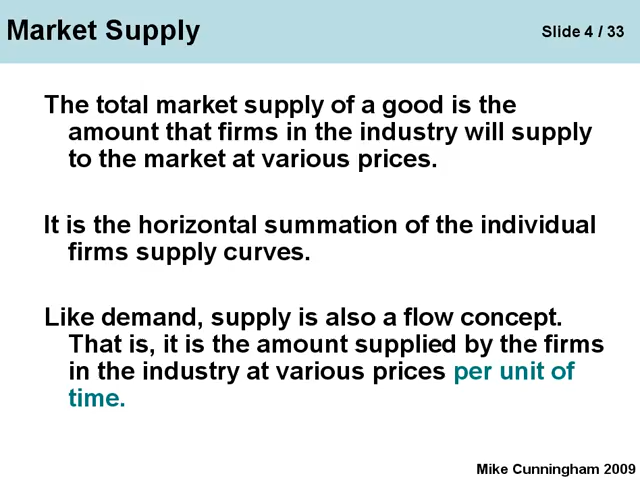 Market Supply
Slide 4 / 33
The total market supply of a good is the
amount that firms in the industry will supply
to the market at various prices.
It is the horizontal summation of the individual
firms supply curves.
Like demand, supply is also a flow concept.
That is, it is the amount supplied by the firms
in the industry at various prices per unit of
time.
Mike Cunningham 2009